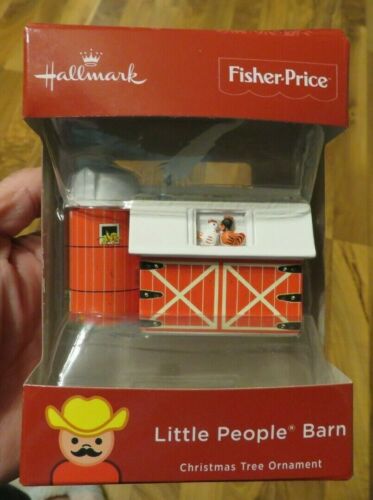 Hallmark
Fisher-Price
Little People® Barn
Christmas Tree Ornament